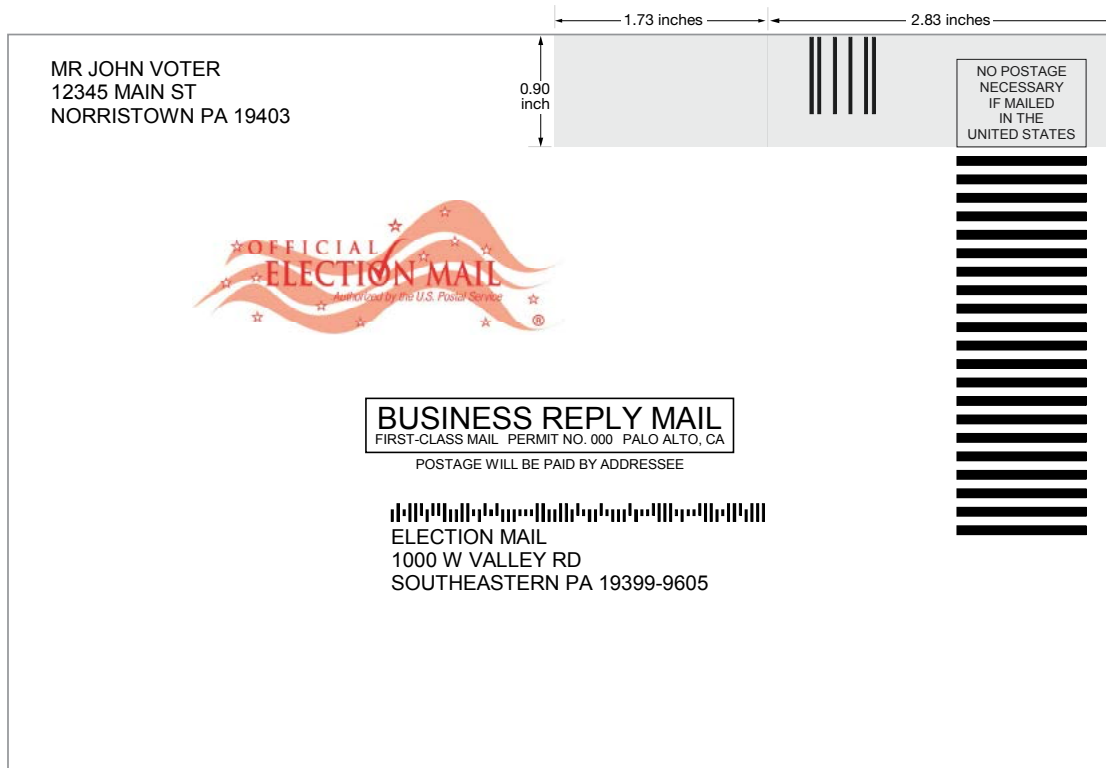 1.73 inches
2.83 inches
MR JOHN VOTER
12345 MAIN ST
NORRISTOWN PA 19403
0.90
inch
NO POSTAGE
NECESSARY
IF MAILED
IN THE
UNITED STATES
OFFICIAL
ELECTION MAIL
Authorized by the U.S. Postal Service
®
BUSINESS REPLY MAIL
FIRST-CLASS MAIL PERMIT NO. 000 PALO ALTO, CA
POSTAGE WILL BE PAID BY ADDRESSEE
ELECTION MAIL
1000 W VALLEY RD
SOUTHEASTERN PA 19399-9605